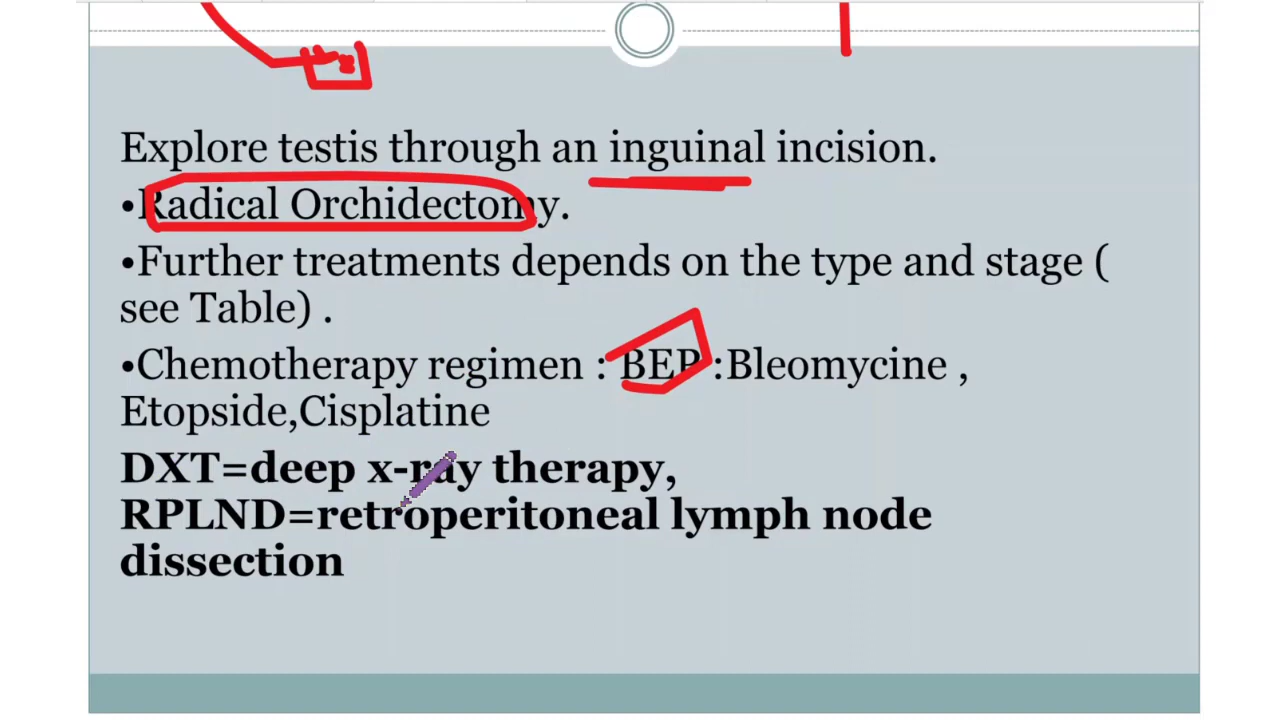 Explore testis through an inguinal incision.
•Radical Orchidectomy.
•Further treatments depends on the type and stage (
see Table) .
•Chemotherapy regimen : BEP :Bleomycine ,
Etopside,Cisplatine
DXT=deep x-ray therapy,
RPLND=retroperitoneal lymph node
dissection